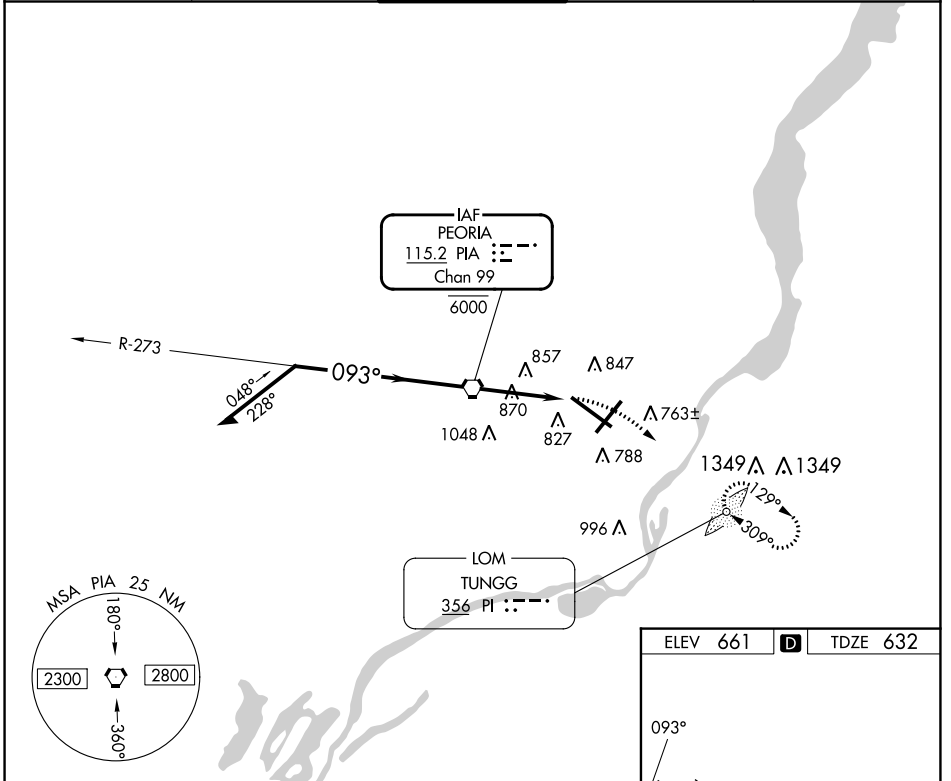 IAF
PEORIA
115.2 PIA
Chan 99
6000
R-273
093°
048°
228°
857
847
870
763±
1048
827
788
1349 1349
129°
309°
996
LOM
TUNGG
356 PI
MSA PIA 25 NM
180°
2300
2800
360°
ELEV 661 D TDZE 632
093°